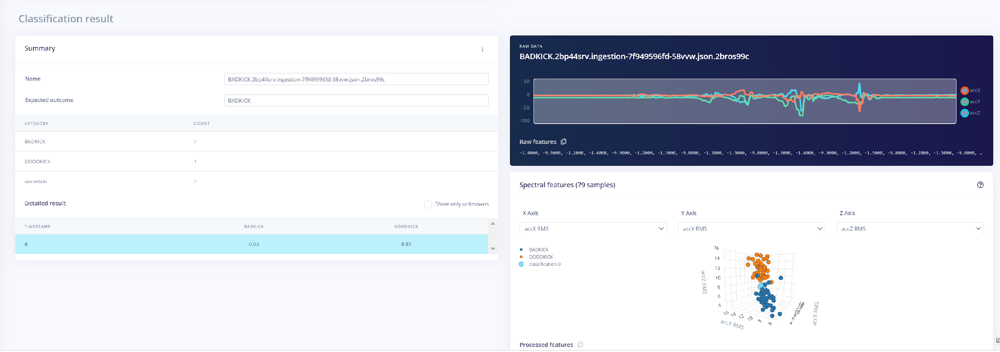 Classification result
Summary
Name
BADKICK.2bp44srv.ingestion-7f949596fd-58vvw.json.2bros99c
Expected outcome
BADKICK
CATEGORY COUNT
BADKICK 0
GOODKICK 1
uncertain 0
Detailed result
Show only unknowns
TIMESTAMP BADKICK GOODKICK
0 0.03 0.97
RAW DATA
BADKICK.2bp44srv.ingestion-7f949596fd-58vvw.json.2bros99c
50
0
-50
-100
accX
accY
accZ
Raw features
-1.4000, -9.9000, -1.2000, -1.4000, -9.9000, -1.2000, -1.3000, -9.8000, -1.3000, -1.3000, -9.8000, -1.3000, -1.4000, -9.9000, -1.2000, -1.5000, -9.8000, -1.2000, -1.5000, -9.8000, …
Spectral features (79 samples)
X Axis Y Axis Z Axis
accX RMS accY RMS accZ RMS
BADKICK
GOODKICK
classification 0
16
14
12
10
8
6
4
accZ RMS
16 14 12 10 8 6
accY RMS
4 6 8 10
accX RMS
Processed features